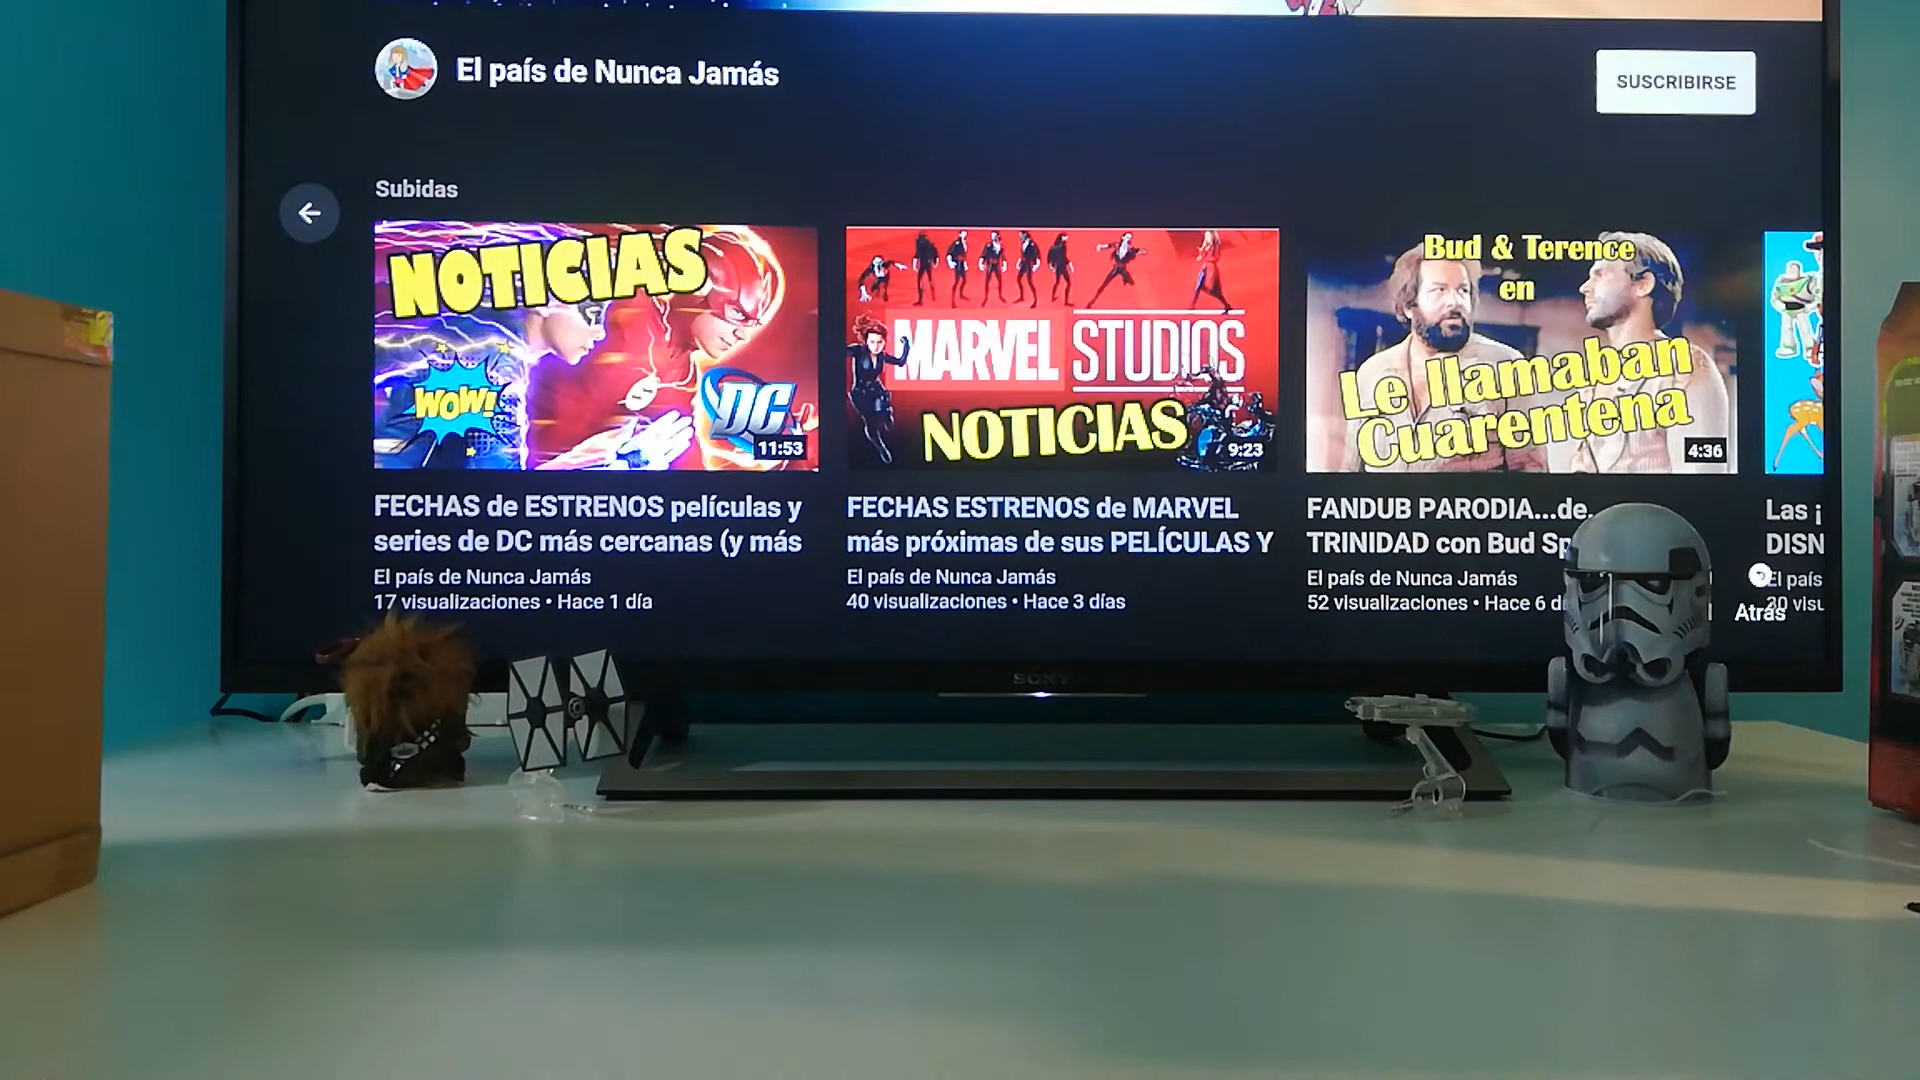 El país de Nunca Jamás
SUSCRIBIRSE
Subidas
NOTICIAS
WOW!
DC
11:53
MARVEL STUDIOS
NOTICIAS
9:23
Bud & Terence
en
Le llamaban
Cuarentena
4:36
FECHAS de ESTRENOS películas y
series de DC más cercanas (y más
El país de Nunca Jamás
17 visualizaciones • Hace 1 día
FECHAS ESTRENOS de MARVEL
más próximas de sus PELÍCULAS Y
El país de Nunca Jamás
40 visualizaciones • Hace 3 días
FANDUB PARODIA...de
TRINIDAD con Bud Sp
El país de Nunca Jamás
52 visualizaciones • Hace 6 d
Las ¡
DISN
El país
30 visu
Atrás
SONY